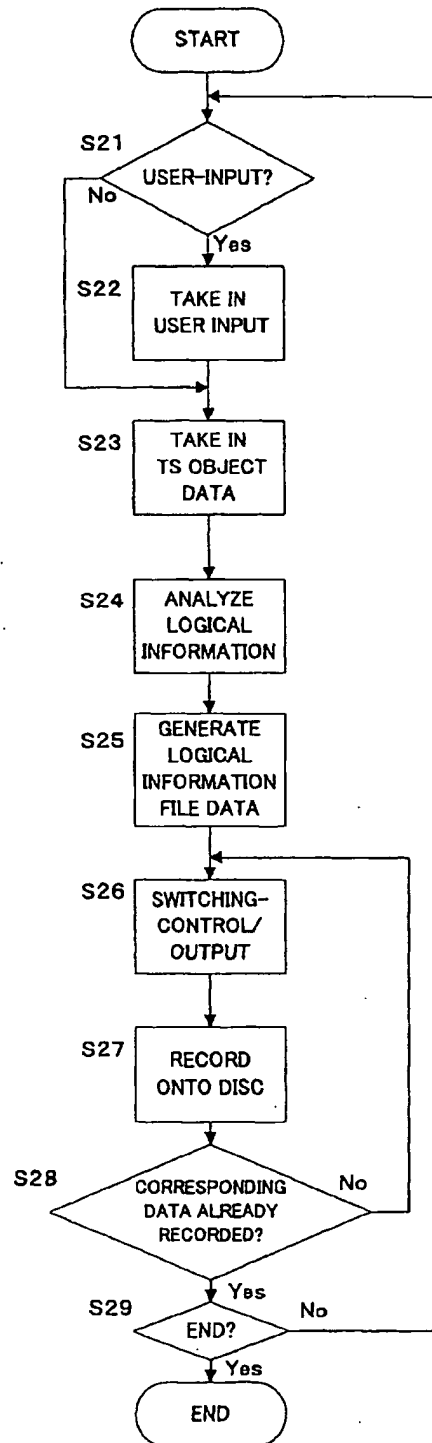 START
S21
USER-INPUT?
No
Yes
S22
TAKE IN
USER INPUT
S23
TAKE IN
TS OBJECT
DATA
S24
ANALYZE
LOGICAL
INFORMATION
S25
GENERATE
LOGICAL
INFORMATION
FILE DATA
S26
SWITCHING-
CONTROL/
OUTPUT
S27
RECORD
ONTO DISC
S28
CORRESPONDING
DATA ALREADY
RECORDED?
No
Yes
S29
END?
No
Yes
END